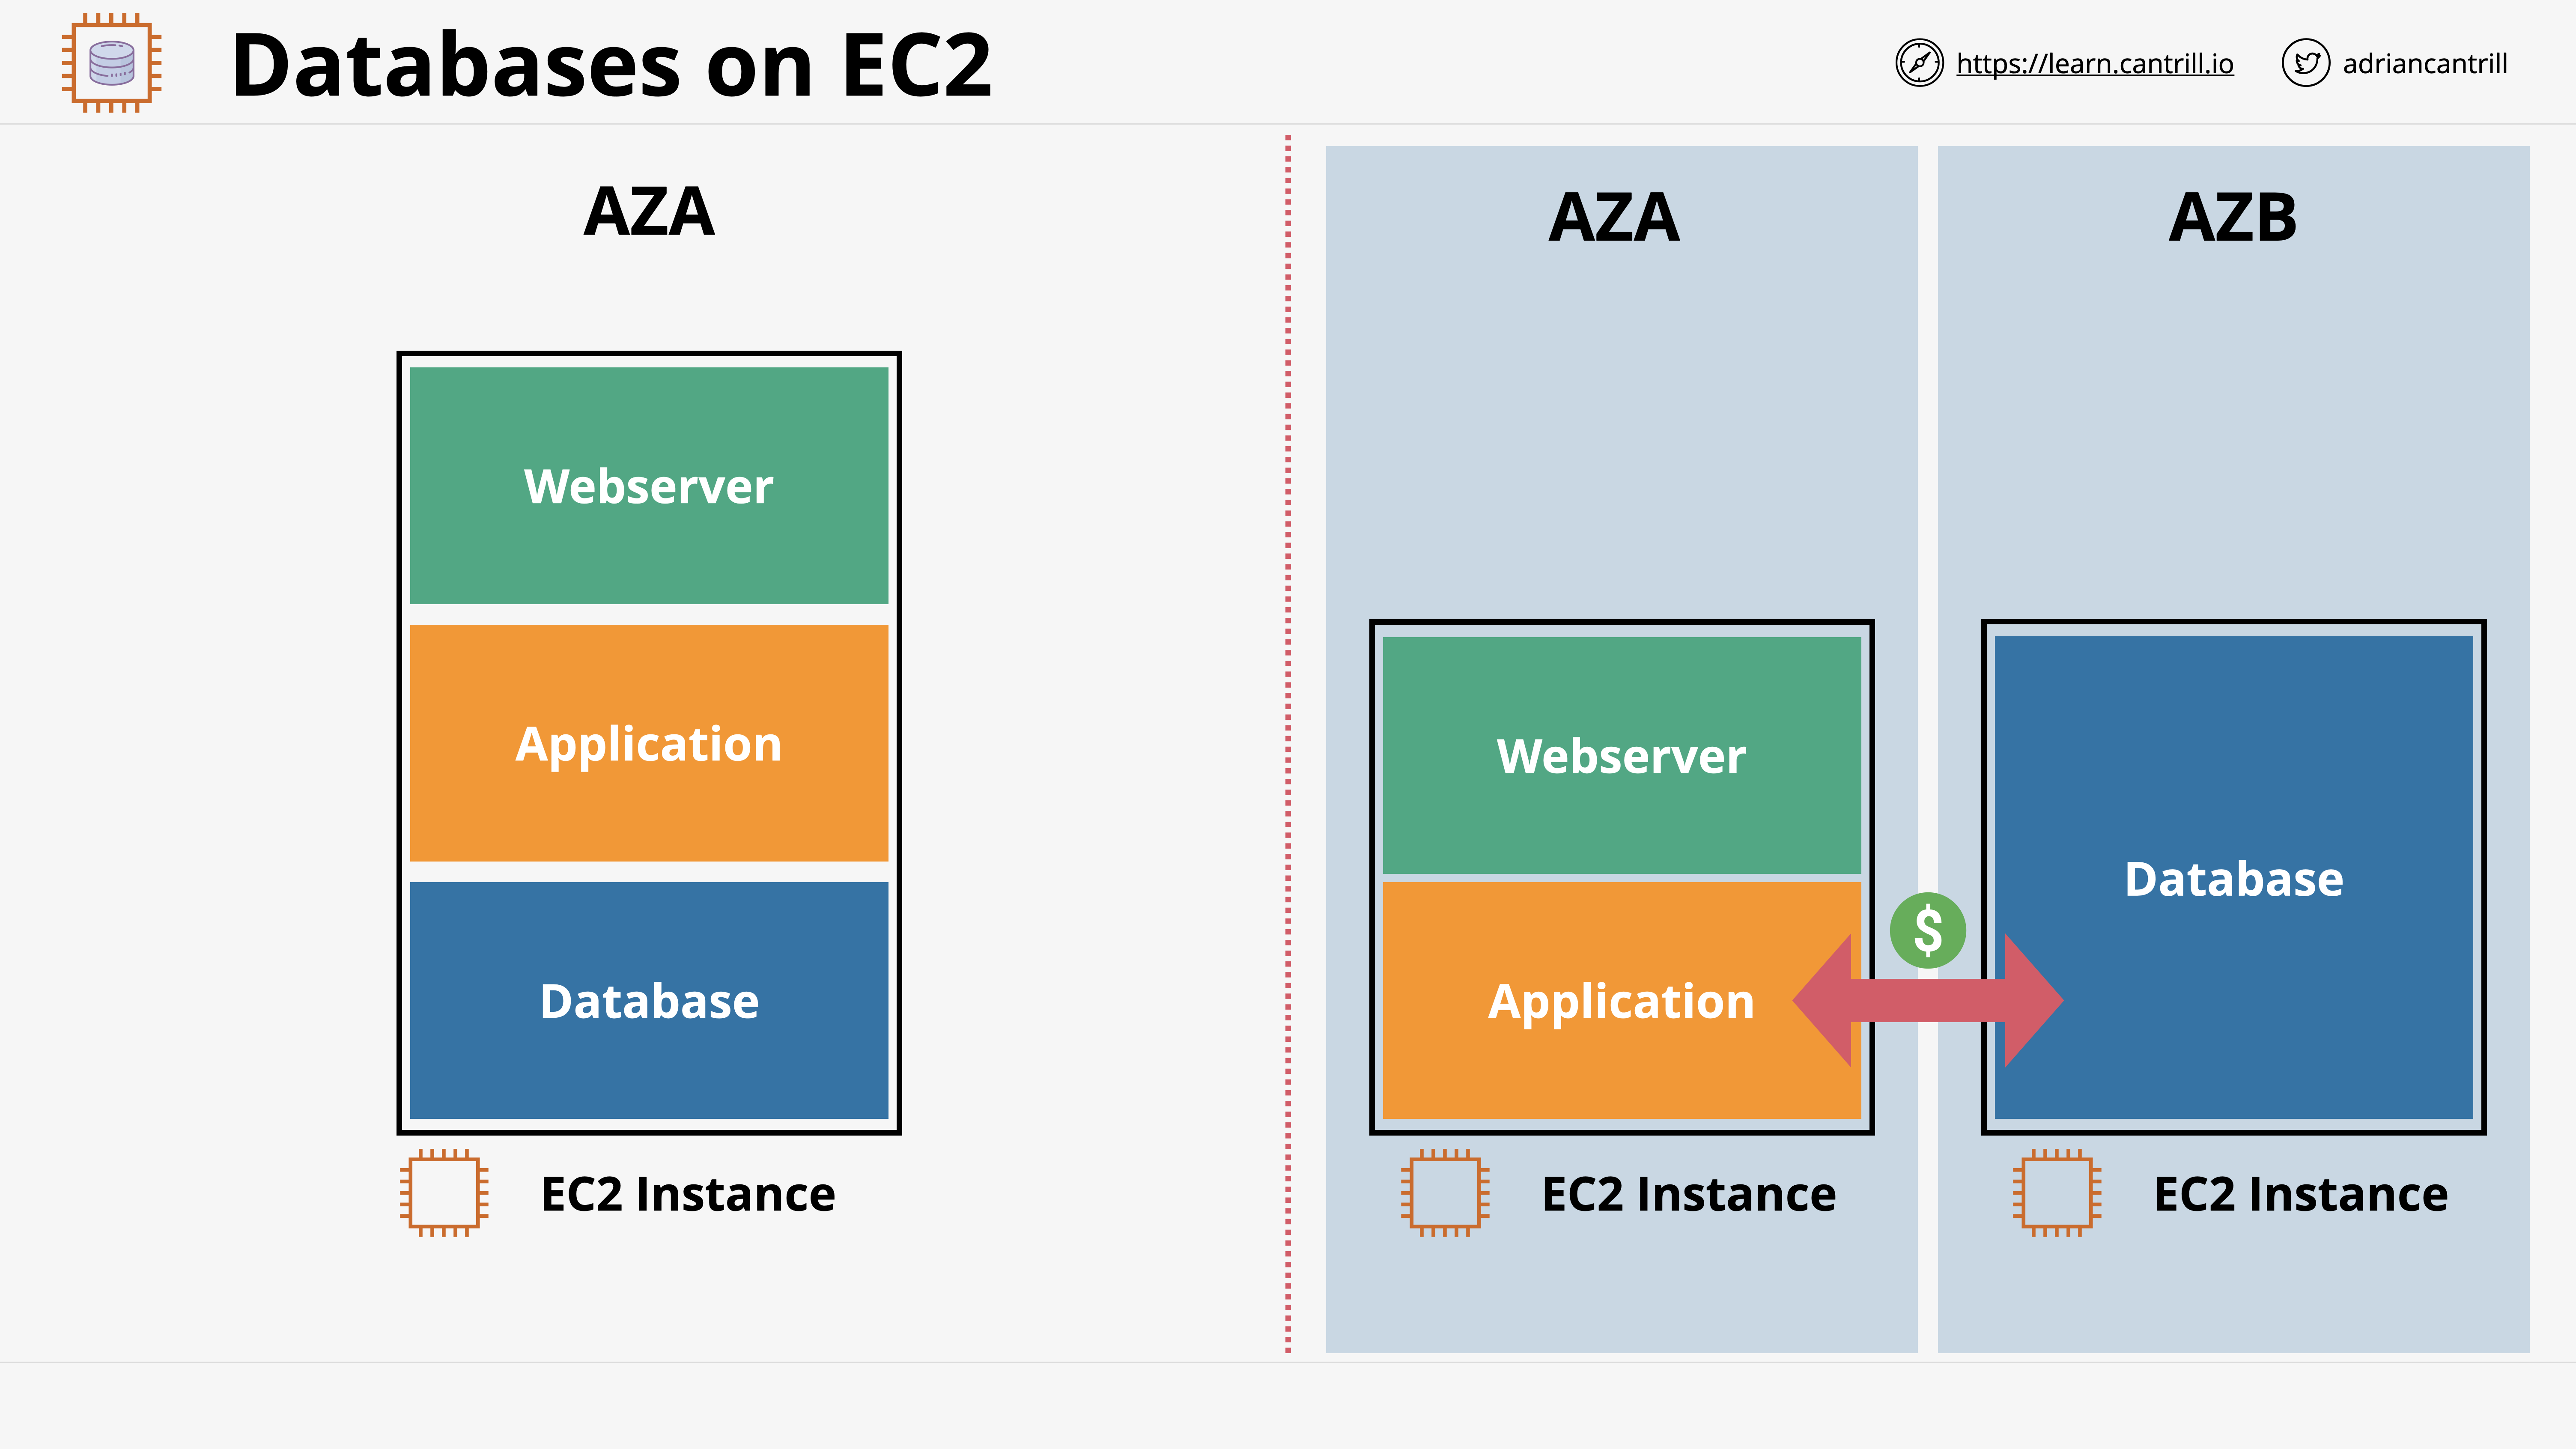 Databases on EC2
https://learn.cantrill.io
adriancantrill
AZA
Webserver
Application
Database
EC2 Instance
AZA
Webserver
Application
EC2 Instance
$
AZB
Database
EC2 Instance